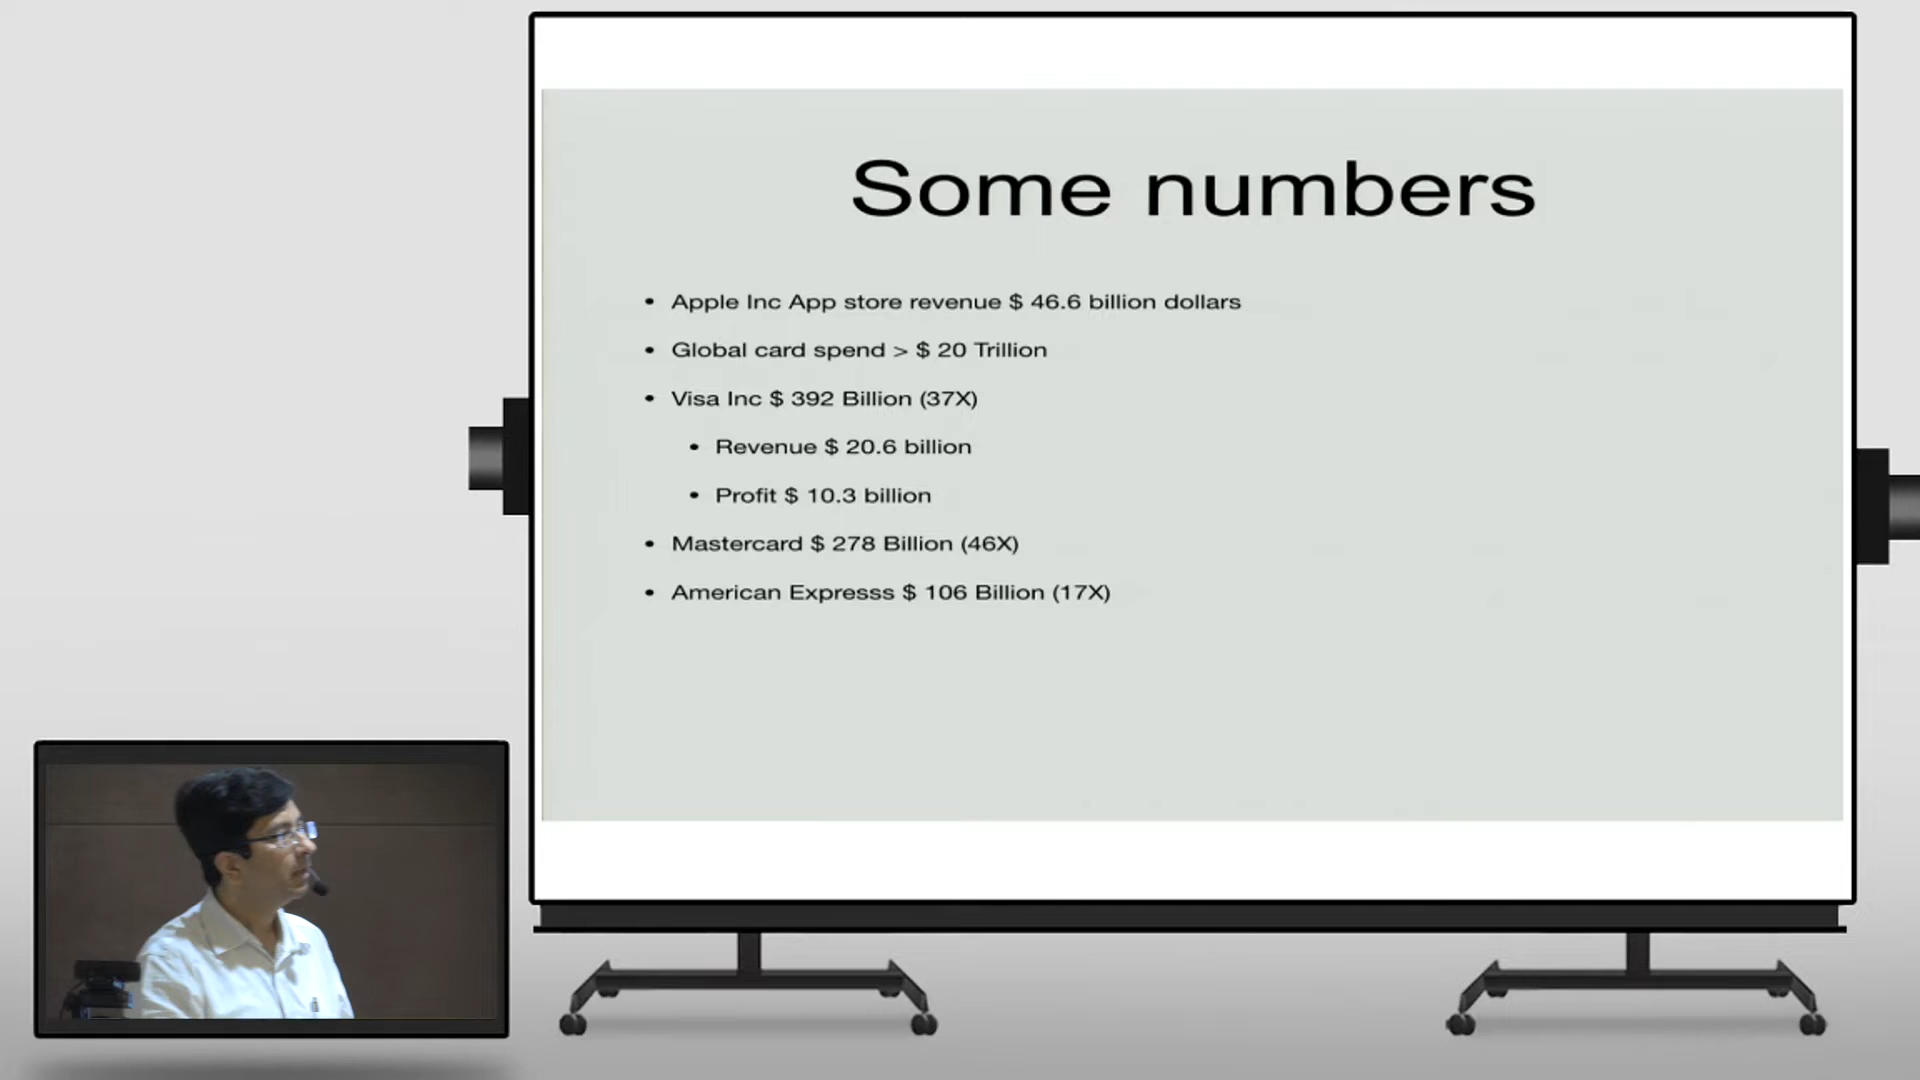 Some numbers
• Apple Inc App store revenue $ 46.6 billion dollars
• Global card spend > $ 20 Trillion
• Visa Inc $ 392 Billion (37X)
• Revenue $ 20.6 billion
• Profit $ 10.3 billion
• Mastercard $ 278 Billion (46X)
• American Expresss $ 106 Billion (17X)